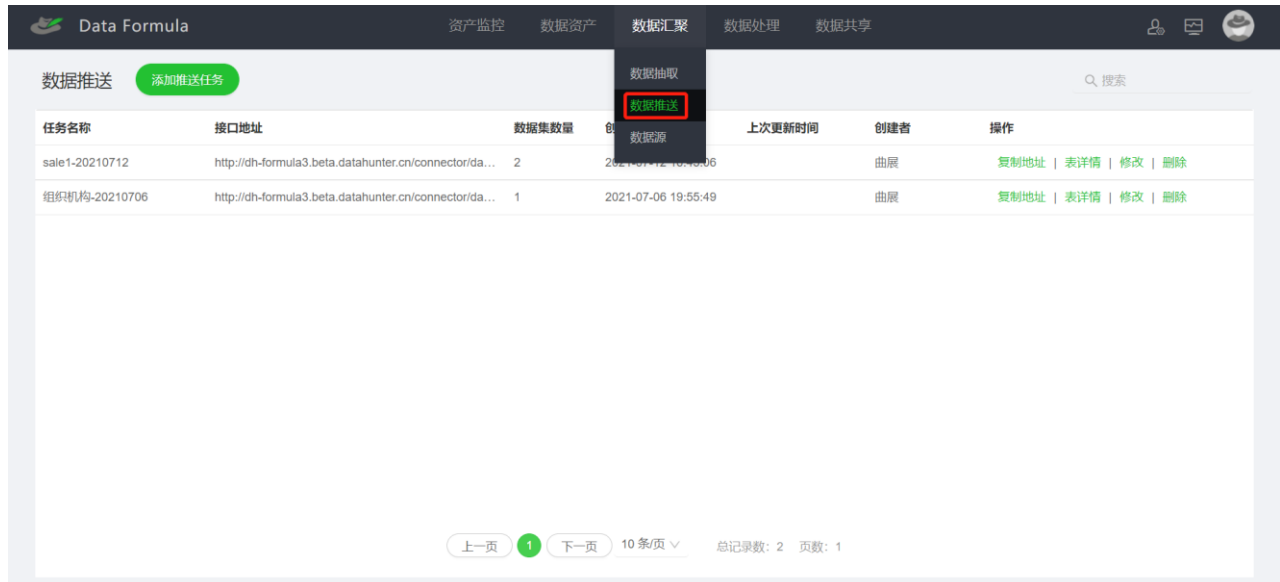 Data Formula 资产监控 数据资产 数据汇聚 数据处理 数据共享
数据抽取
数据推送
数据源
数据推送 添加推送任务 搜索
任务名称 接口地址 数据集数量 上次更新时间 创建者 操作
sale1-20210712 http://dh-formula3.beta.datahunter.cn/connector/da... 2 曲展 复制地址 | 表详情 | 修改 | 删除
组织机构-20210706 http://dh-formula3.beta.datahunter.cn/connector/da... 1 2021-07-06 19:55:49 曲展 复制地址 | 表详情 | 修改 | 删除
上一页 1 下一页 10 条/页 总记录数: 2 页数: 1